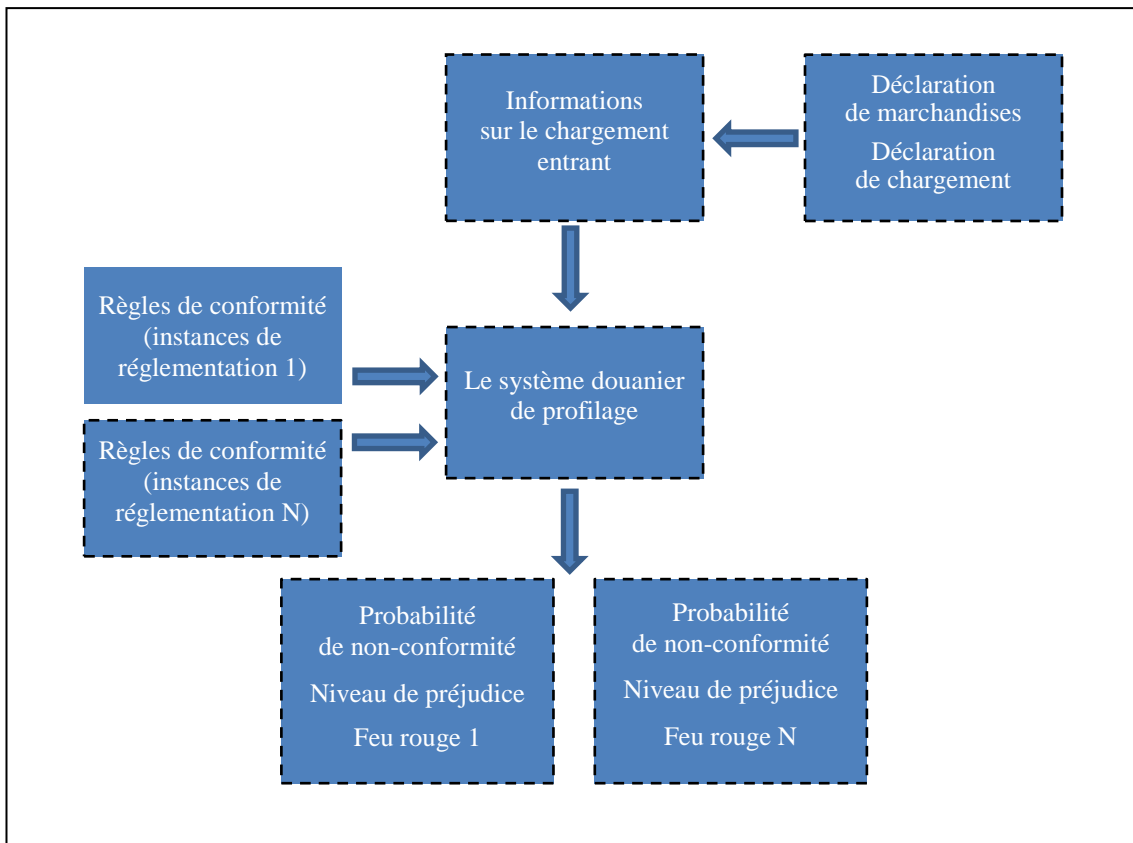 Informations
sur le chargement
entrant
Déclaration
de marchandises
Déclaration
de chargement
Règles de conformité
(instances de
réglementation 1)
Le système douanier
de profilage
Règles de conformité
(instances de
réglementation N)
Probabilité
de non-conformité
Niveau de préjudice
Feu rouge 1
Probabilité
de non-conformité
Niveau de préjudice
Feu rouge N